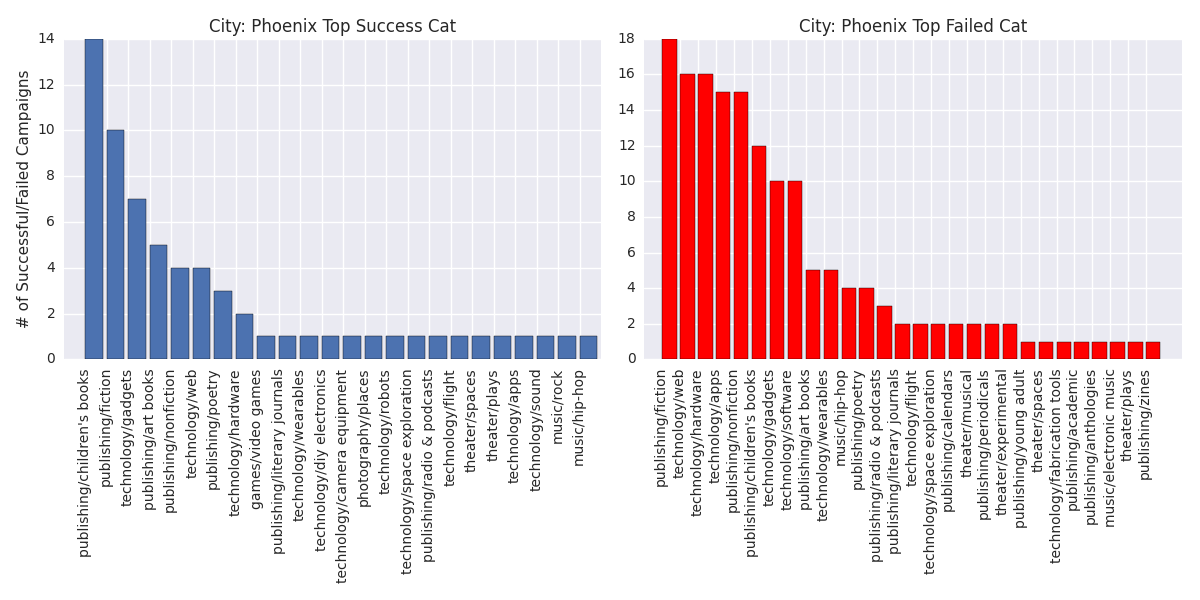 City: Phoenix Top Success Cat
# of Successful/Failed Campaigns
14
12
10
8
6
4
2
0
publishing/children's books
publishing/fiction
technology/gadgets
publishing/art books
publishing/nonfiction
technology/web
publishing/poetry
technology/hardware
games/video games
publishing/literary journals
technology/wearables
technology/diy electronics
technology/camera equipment
photography/places
technology/robots
technology/space exploration
publishing/radio & podcasts
technology/flight
theater/spaces
theater/plays
technology/apps
technology/sound
music/rock
music/hip-hop
City: Phoenix Top Failed Cat
18
16
14
12
10
8
6
4
2
0
publishing/fiction
technology/web
technology/hardware
technology/apps
publishing/nonfiction
publishing/children's books
technology/gadgets
technology/software
publishing/art books
technology/wearables
music/hip-hop
publishing/poetry
publishing/radio & podcasts
publishing/literary journals
technology/flight
technology/space exploration
publishing/calendars
theater/musical
publishing/periodicals
theater/experimental
publishing/young adult
theater/spaces
technology/fabrication tools
publishing/academic
publishing/anthologies
music/electronic music
theater/plays
publishing/zines